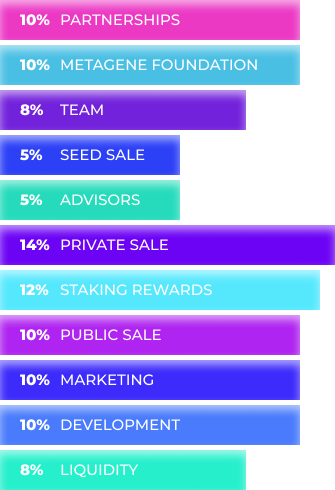 10% PARTNERSHIPS
10% METAGENE FOUNDATION
8% TEAM
5% SEED SALE
5% ADVISORS
14% PRIVATE SALE
12% STAKING REWARDS
10% PUBLIC SALE
10% MARKETING
10% DEVELOPMENT
8% LIQUIDITY